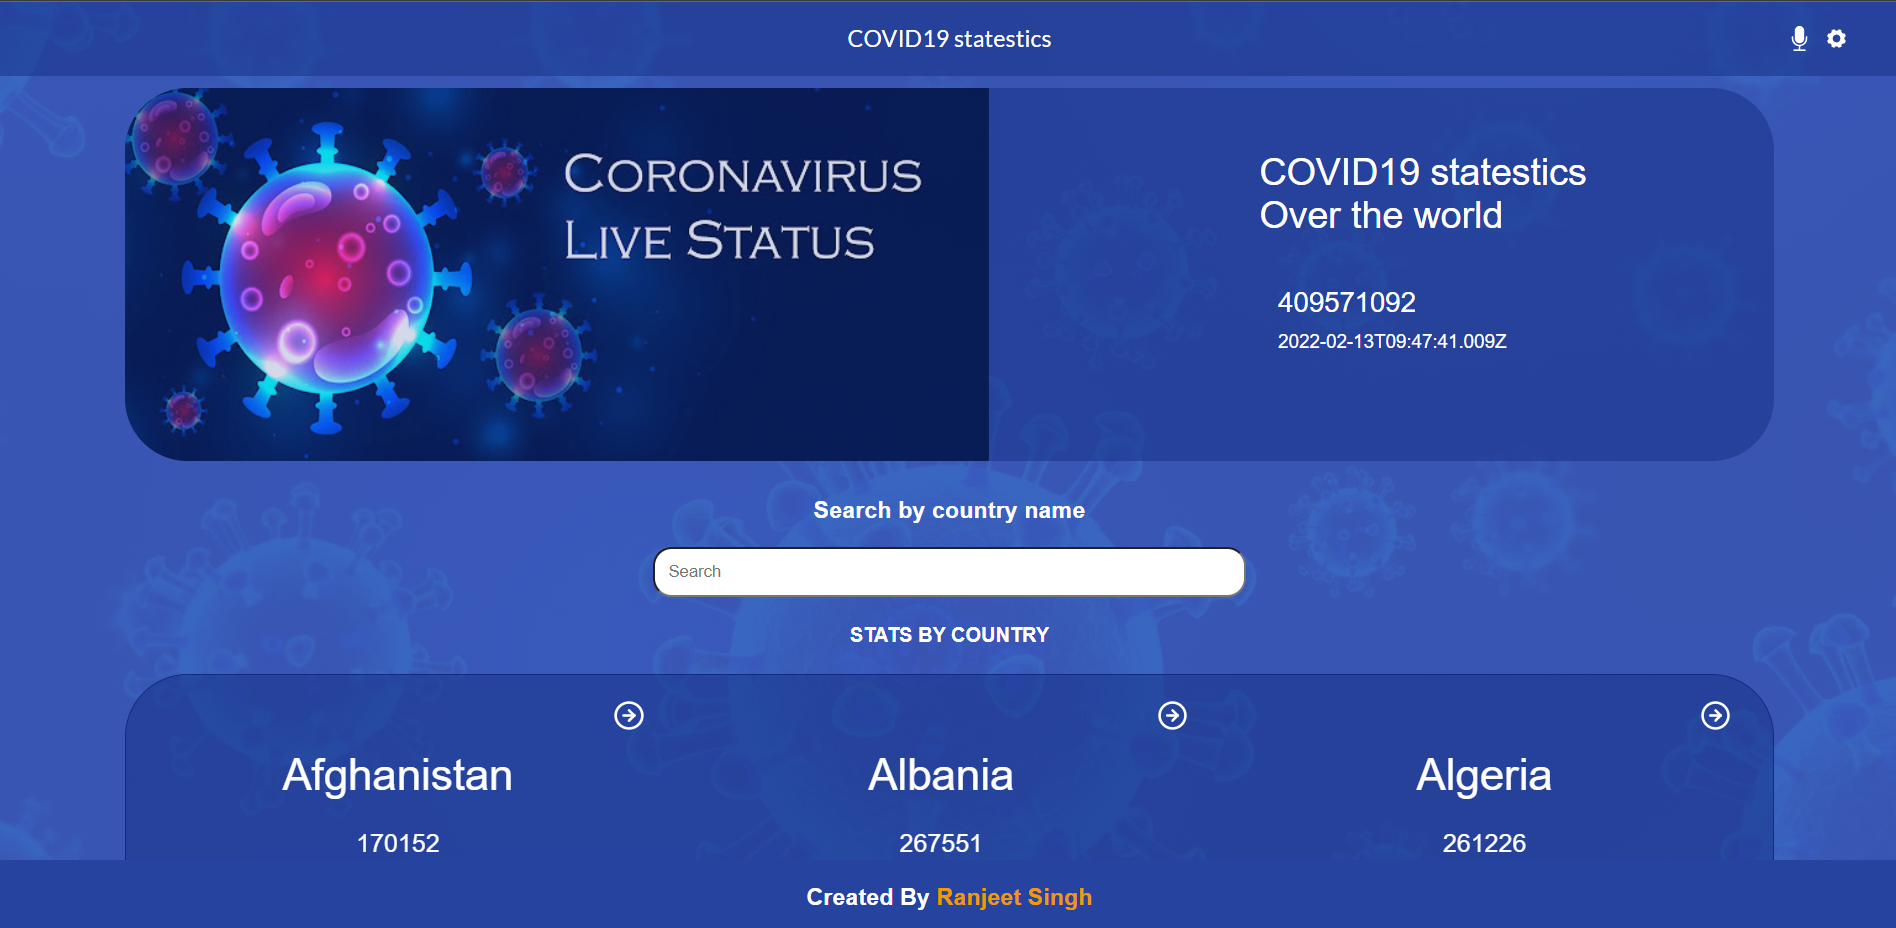 COVID19 statestics
CORONAVIRUS
LIVE STATUS
COVID19 statestics
Over the world
409571092
2022-02-13T09:47:41.009Z
Search by country name
Search
STATS BY COUNTRY
Afghanistan
170152
Albania
267551
Algeria
261226
Created By Ranjeet Singh